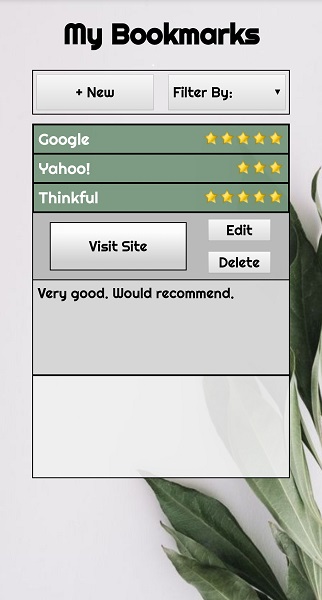 My Bookmarks
+ New
Filter By:
Google
Yahoo!
Thinkful
Visit Site
Edit
Delete
Very good. Would recommend.